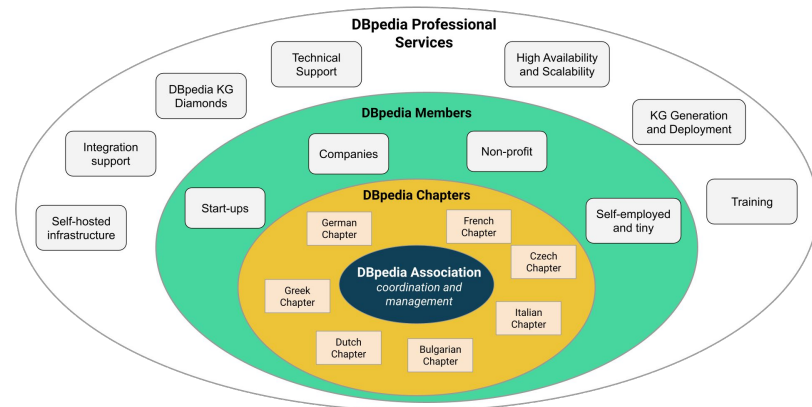 DBpedia Professional
Services
Technical
Support
High Availability
and Scalability
DBpedia KG
Diamonds
KG Generation
and Deployment
Integration
support
Training
Self-hosted
infrastructure
DBpedia Members
Companies
Non-profit
Start-ups
Self-employed
and tiny
DBpedia Chapters
German
Chapter
French
Chapter
Czech
Chapter
Greek
Chapter
Italian
Chapter
Dutch
Chapter
Bulgarian
Chapter
DBpedia Association
coordination and
management